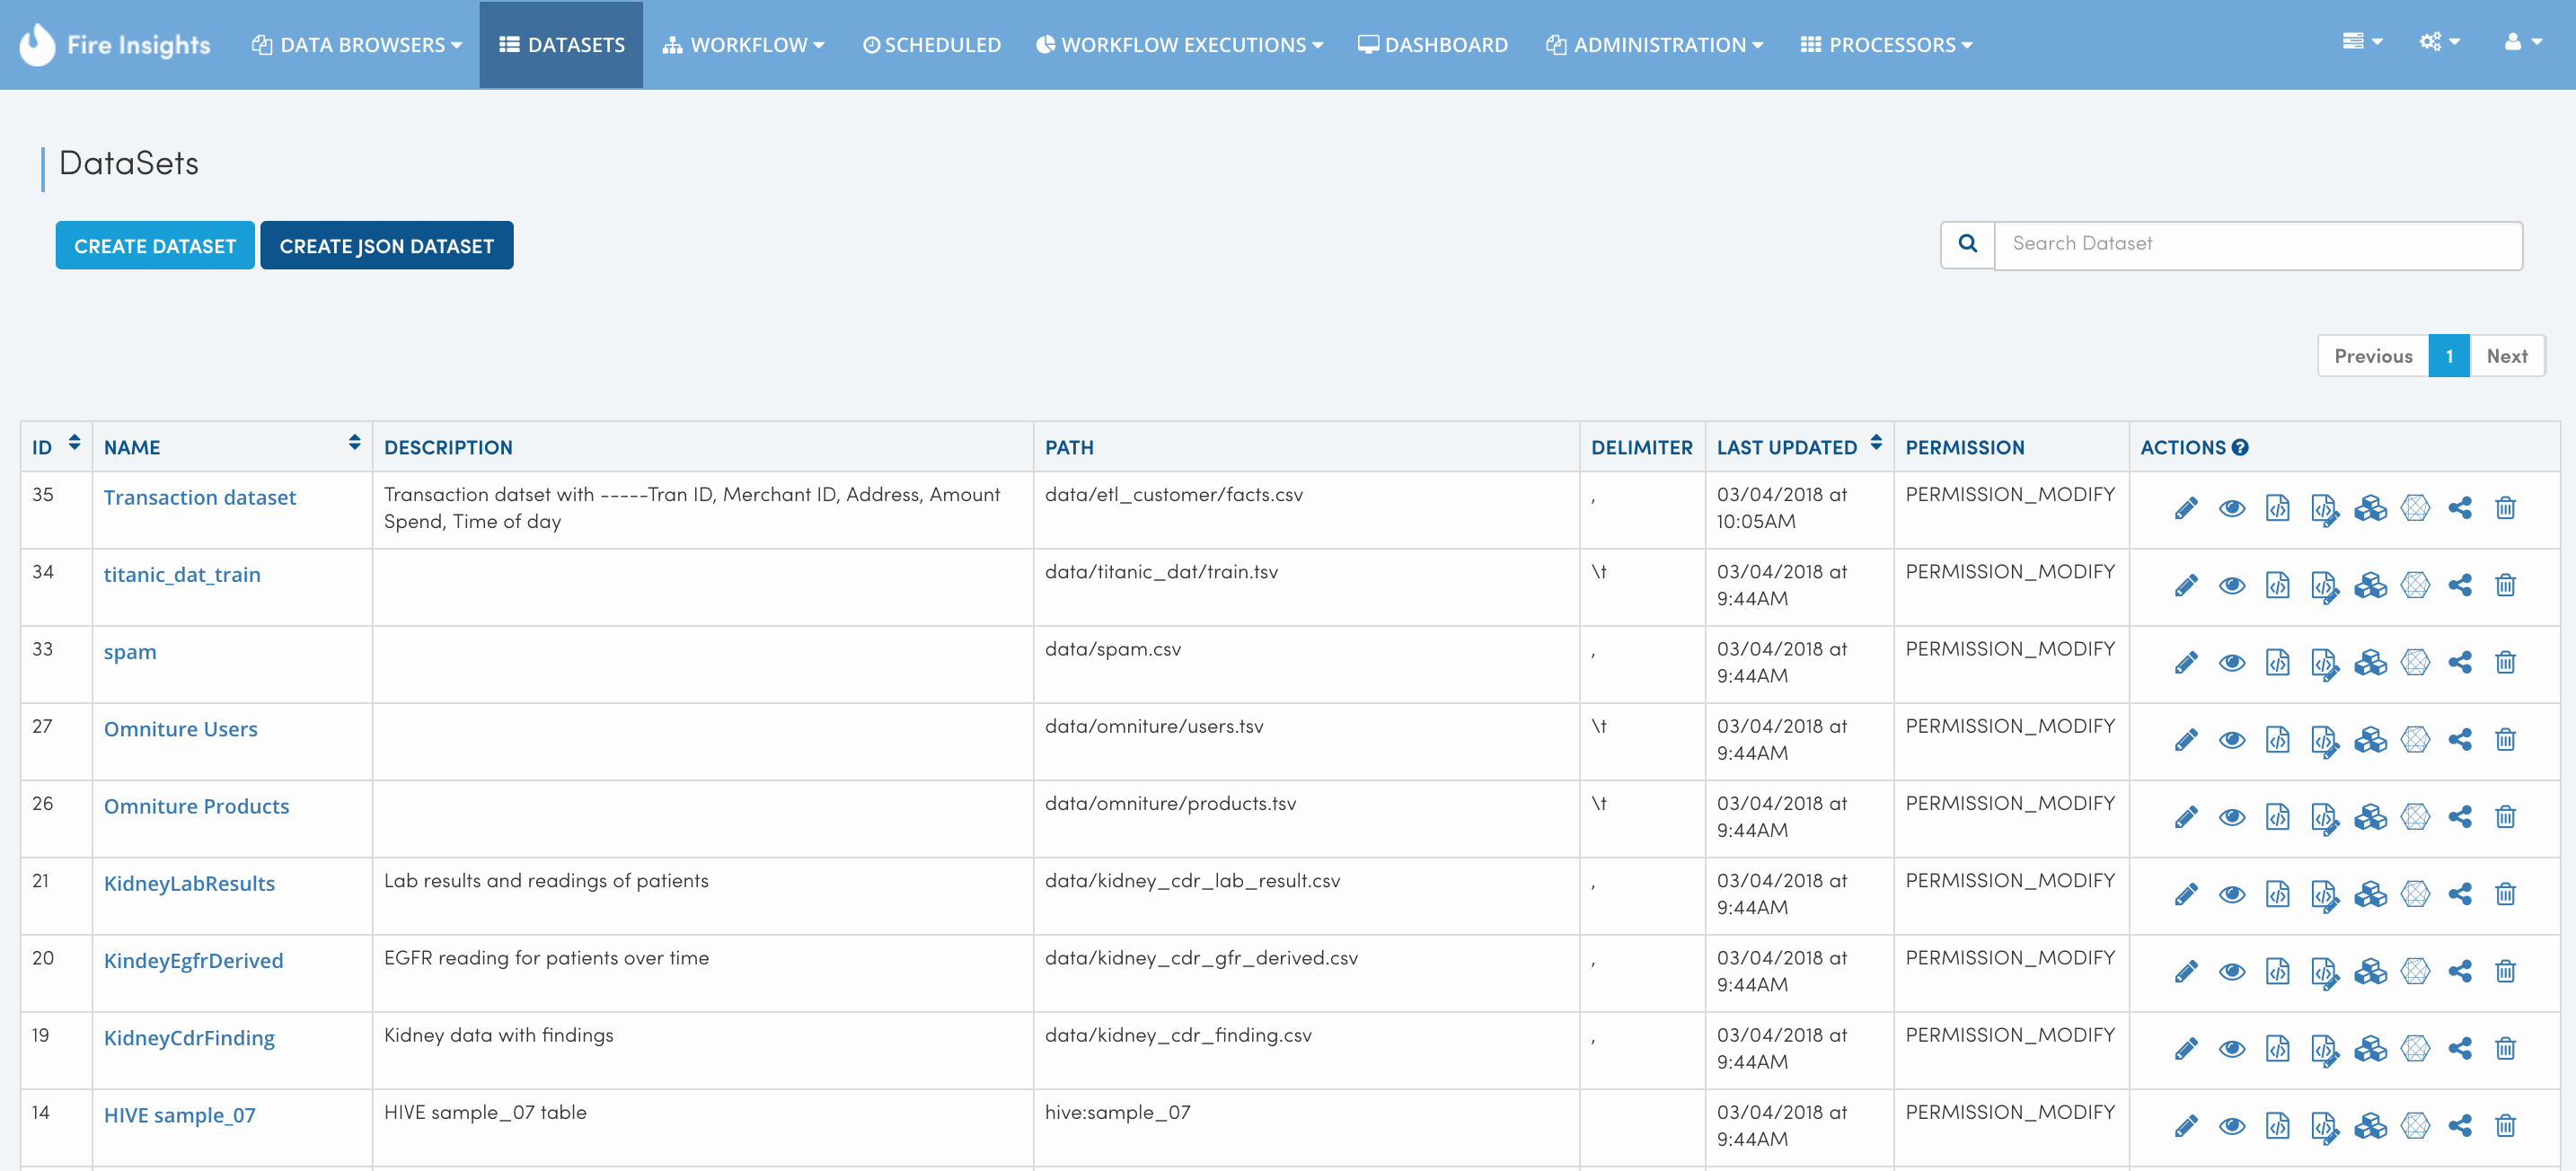 Fire Insights DATA BROWSERS DATASETS WORKFLOW SCHEDULED WORKFLOW EXECUTIONS DASHBOARD ADMINISTRATION PROCESSORS
DataSets
CREATE DATASET CREATE JSON DATASET Search Dataset
Previous 1 Next
ID NAME DESCRIPTION PATH DELIMITER LAST UPDATED PERMISSION ACTIONS ?
35 Transaction dataset Transaction datset with -----Tran ID, Merchant ID, Address, Amount data/etl_customer/facts.csv , 03/04/2018 at PERMISSION_MODIFY
Spend, Time of day 10:05AM
34 titanic_dat_train data/titanic_dat/train.tsv \t 03/04/2018 at PERMISSION_MODIFY
9:44AM
33 spam data/spam.csv , 03/04/2018 at PERMISSION_MODIFY
9:44AM
27 Omniture Users data/omniture/users.tsv \t 03/04/2018 at PERMISSION_MODIFY
9:44AM
26 Omniture Products data/omniture/products.tsv \t 03/04/2018 at PERMISSION_MODIFY
9:44AM
21 KidneyLabResults Lab results and readings of patients data/kidney_cdr_lab_result.csv , 03/04/2018 at PERMISSION_MODIFY
9:44AM
20 KindeyEgfrDerived EGFR reading for patients over time data/kidney_cdr_gfr_derived.csv , 03/04/2018 at PERMISSION_MODIFY
9:44AM
19 KidneyCdrFinding Kidney data with findings data/kidney_cdr_finding.csv , 03/04/2018 at PERMISSION_MODIFY
9:44AM
14 HIVE sample_07 HIVE sample_07 table hive:sample_07 03/04/2018 at PERMISSION_MODIFY
9:44AM